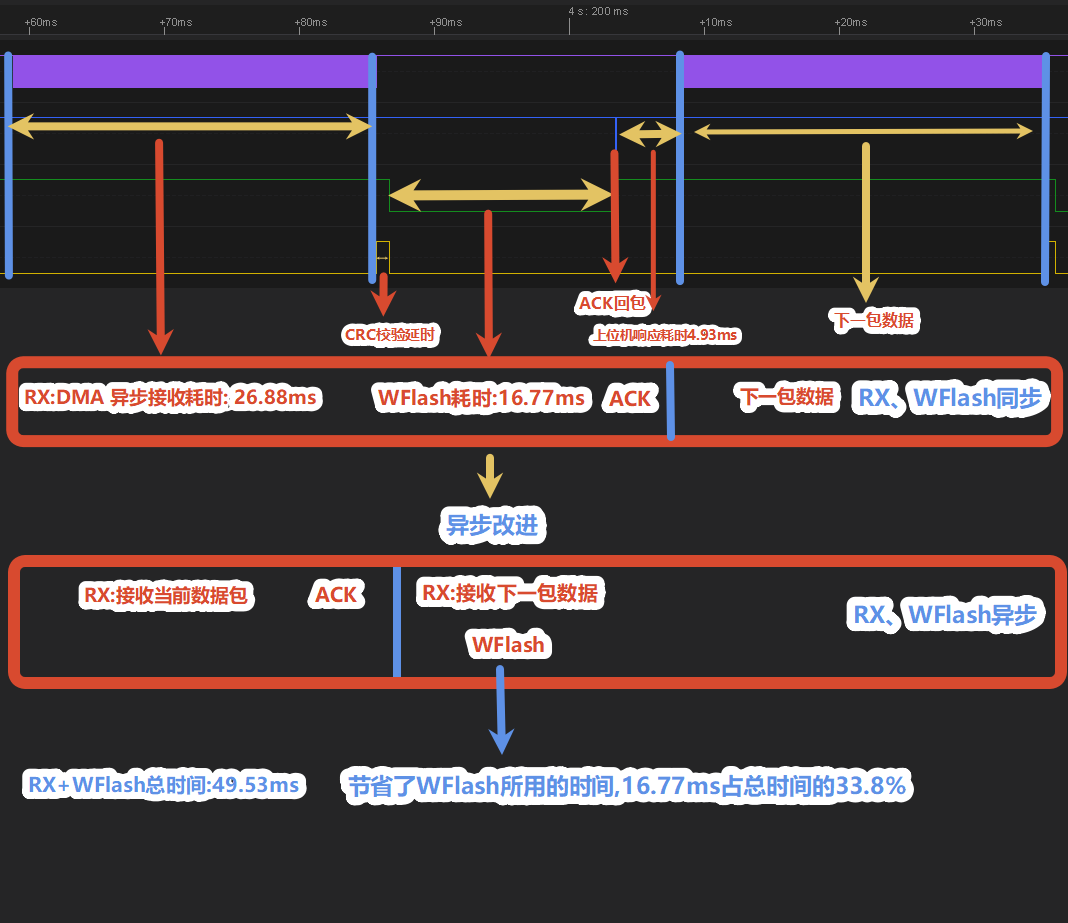 +60ms +70ms +80ms +90ms 4 s : 200 ms +10ms +20ms +30ms
ACK回包
CRC校验延时
上位机响应耗时4.93ms
下一包数据
RX:DMA 异步接收耗时: 26.88ms
WFlash耗时:16.77ms
ACK
下一包数据
RX、WFlash同步
异步改进
RX:接收当前数据包
ACK
RX:接收下一包数据
WFlash
RX、WFlash异步
RX+WFlash总时间:49.53ms
节省了WFlash所用的时间,16.77ms占总时间的33.8%